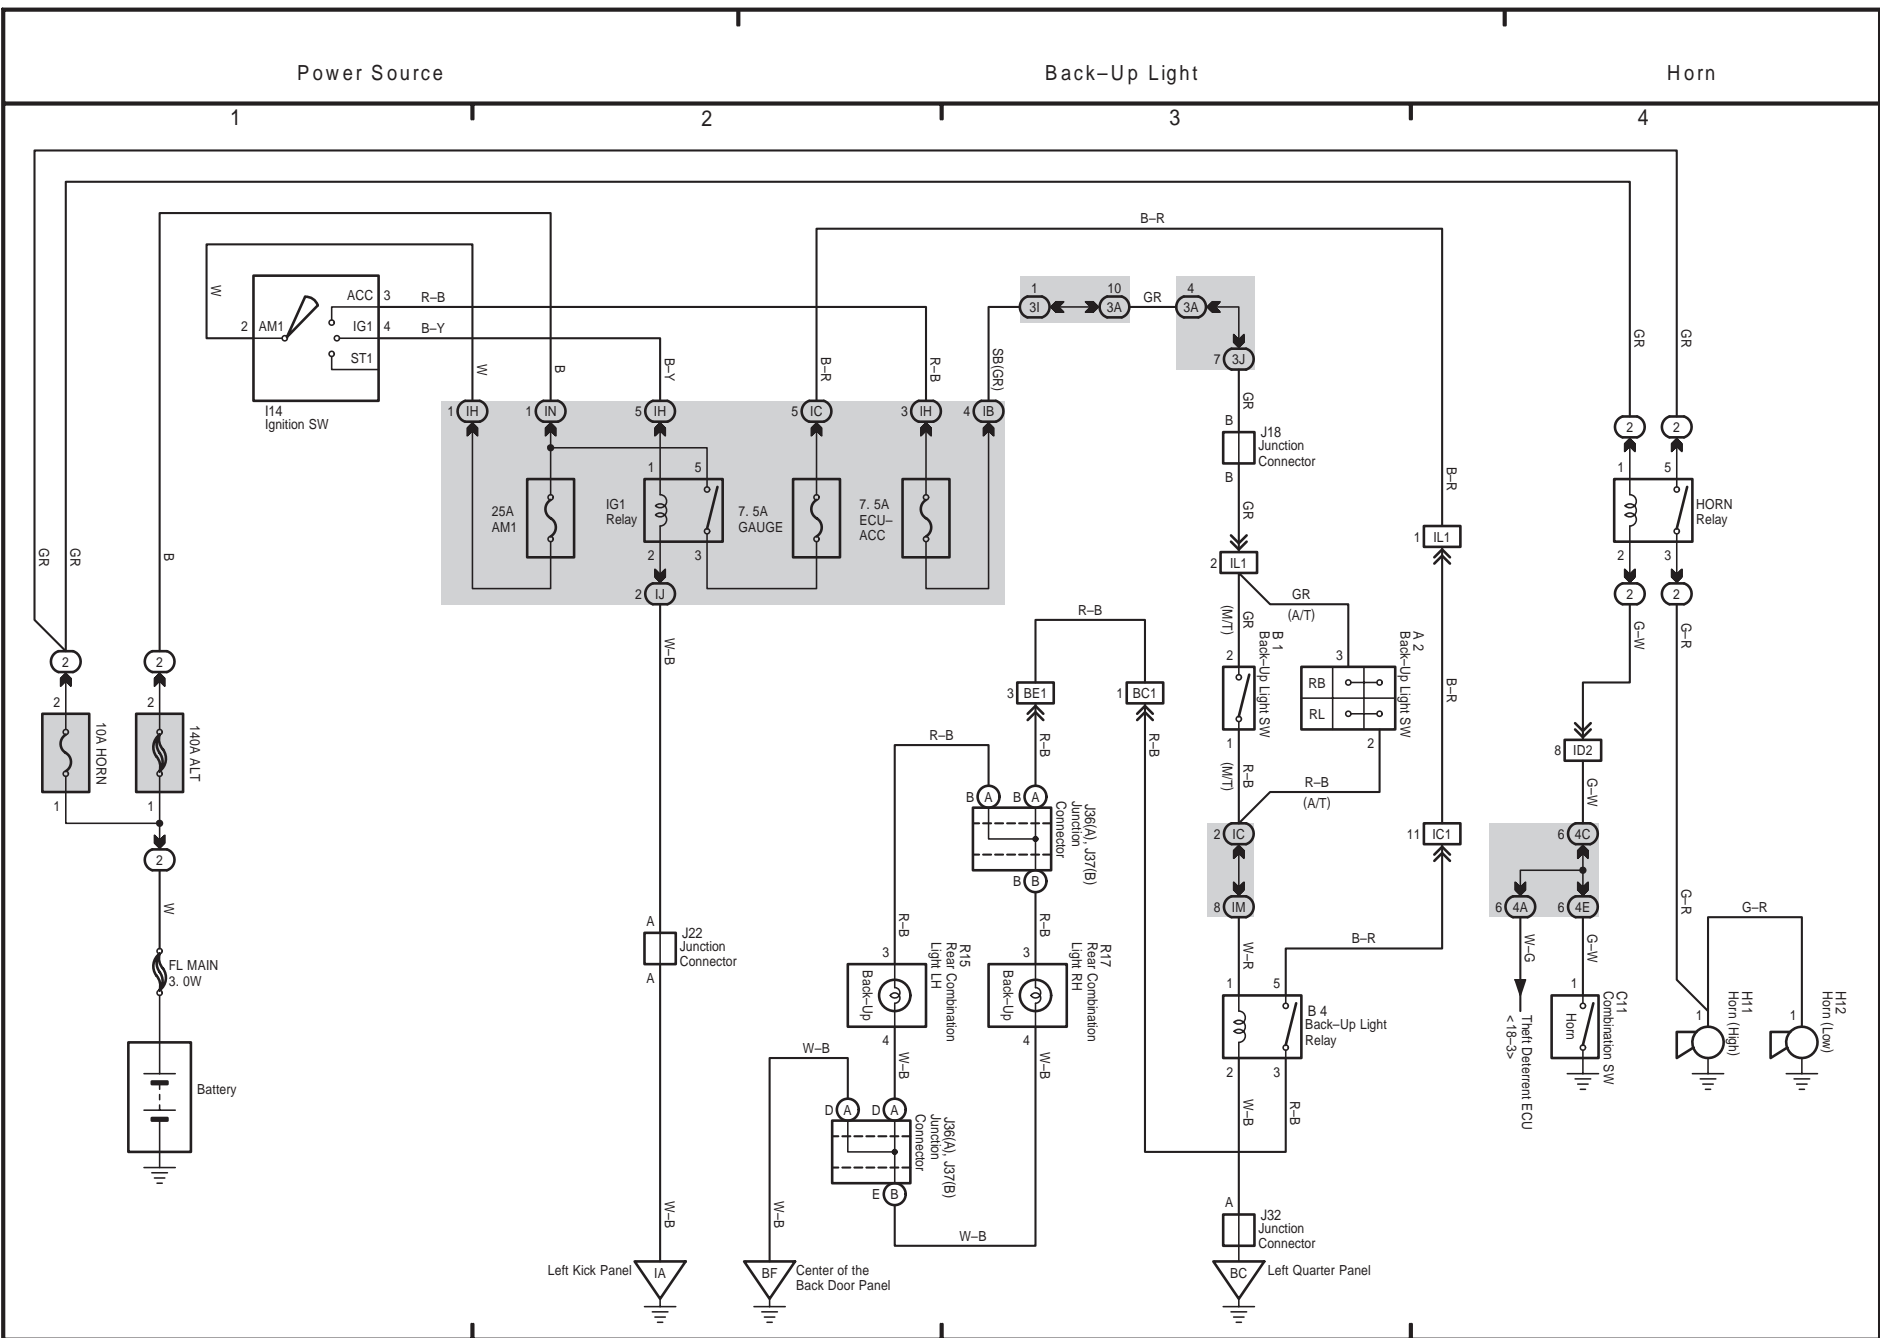 Power Source
Back–Up Light
Horn
1
2
3
4
B–R
W
ACC 3
R–B
2 AM1
IG1 4
B–Y
ST1
I14
Ignition SW
W
B
B–Y
B–R
R–B
SB(GR)
1
3I
10
3A
GR
4
3A
7 3J
GR
GR
GR
1 IH
1 IN
5 IH
5 IC
3 IH
4 IB
B
J18
Junction
Connector
B
GR
2
2
1
5
25A
AM1
IG1
Relay
7. 5A
GAUGE
7. 5A
ECU–
ACC
2
3
2 IJ
1
5
HORN
Relay
2
3
2
2
B–R
1 IL1
2 IL1
GR
GR
B
W–B
R–B
GR
(M/T)
GR
(A/T)
B 1
Back–Up Light SW
A 2
Back–Up Light SW
G–W
G–R
2
2
2
2
10A HORN
140A ALT
1
1
2
3 BE1
1 BC1
2
1
3
RB
RL
2
B–R
R–B
R–B
R–B
R–B
(M/T)
R–B
(A/T)
8 ID2
G–W
B A
B A
J36(A), J37(B)
Junction
Connector
B B
2 IC
8 IM
11 IC1
6 4C
6 4A
6 4E
W
FL MAIN
3. 0W
A
J22
Junction
Connector
A
R–B
R–B
3
R15
Rear Combination
Light LH
Back–Up
4
3
R17
Rear Combination
Light RH
Back–Up
4
W–R
B–R
1
5
B 4
Back–Up Light
Relay
2
3
W–G
G–W
G–R
G–R
1
C11
Combination SW
Horn
Theft Deterrent ECU
<18–3>
1
H11
Horn (High)
1
H12
Horn (Low)
Battery
W–B
W–B
W–B
D A
D A
J36(A), J37(B)
Junction
Connector
E B
W–B
R–B
W–B
W–B
W–B
A
J32
Junction
Connector
Left Kick Panel
IA
BF
Center of the
Back Door Panel
BC
Left Quarter Panel